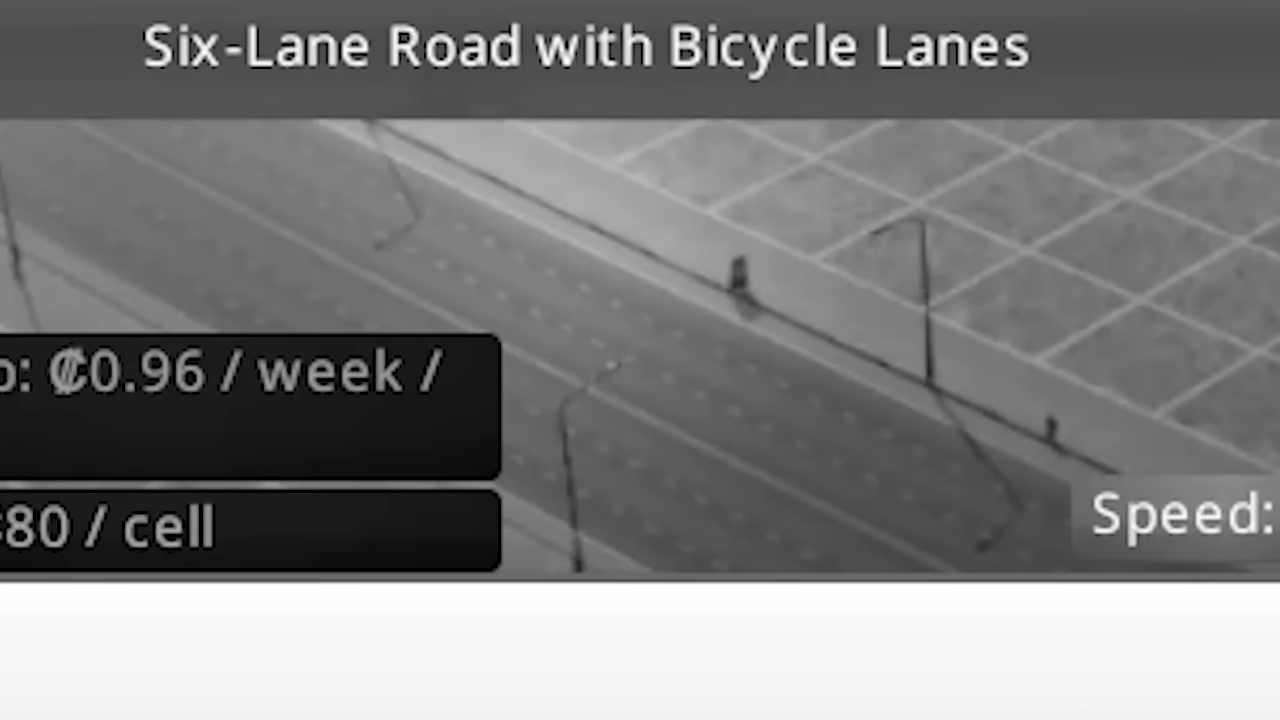 Six-Lane Road with Bicycle Lanes
₡0.96 / week /
80 / cell
Speed: